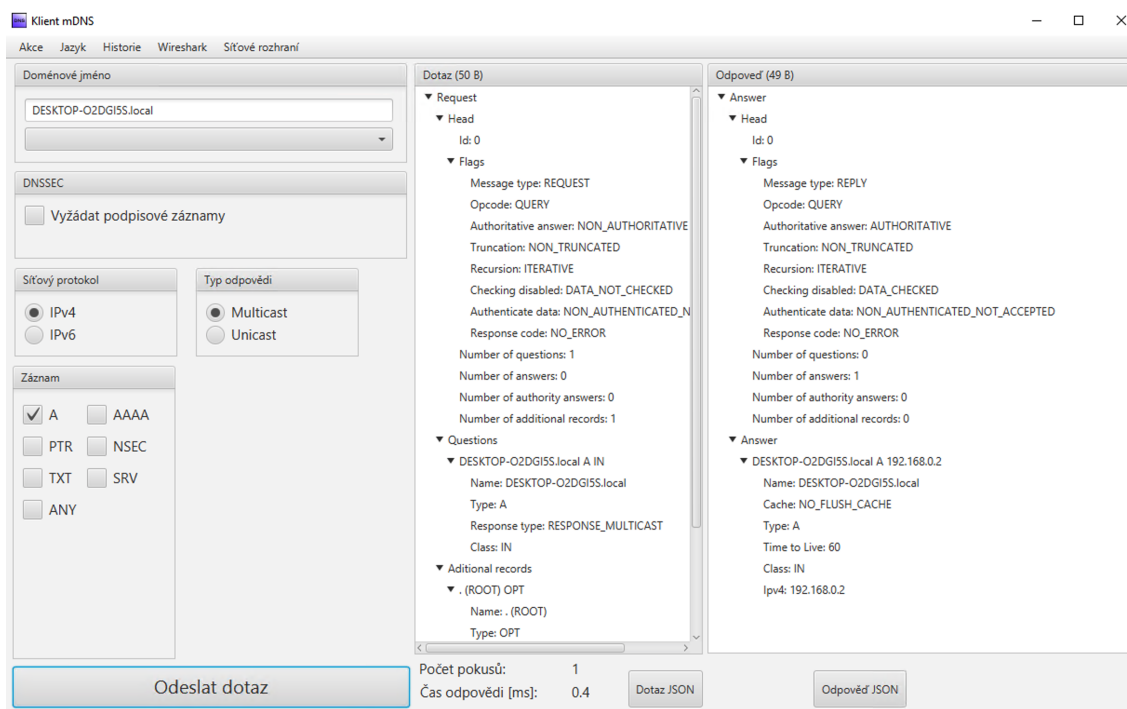 Klient mDNS
Akce Jazyk Historie Wireshark Síťové rozhraní
Doménové jméno
DESKTOP-O2DGI5S.local
DNSSEC
Vyžádat podpisové záznamy
Síťový protokol
IPv4
IPv6
Typ odpovědi
Multicast
Unicast
Záznam
A AAAA
PTR NSEC
TXT SRV
ANY
Odeslat dotaz
Dotaz (50 B)
Request
Head
Id: 0
Flags
Message type: REQUEST
Opcode: QUERY
Authoritative answer: NON_AUTHORITATIVE
Truncation: NON_TRUNCATED
Recursion: ITERATIVE
Checking disabled: DATA_NOT_CHECKED
Authenticate data: NON_AUTHENTICATED_N
Response code: NO_ERROR
Number of questions: 1
Number of answers: 0
Number of authority answers: 0
Number of additional records: 1
Questions
DESKTOP-O2DGI5S.local A IN
Name: DESKTOP-O2DGI5S.local
Type: A
Response type: RESPONSE_MULTICAST
Class: IN
Aditional records
. (ROOT) OPT
Name: . (ROOT)
Type: OPT
Počet pokusů: 1
Čas odpovědi [ms]: 0.4
Dotaz JSON
Odpoveď (49 B)
Answer
Head
Id: 0
Flags
Message type: REPLY
Opcode: QUERY
Authoritative answer: AUTHORITATIVE
Truncation: NON_TRUNCATED
Recursion: ITERATIVE
Checking disabled: DATA_CHECKED
Authenticate data: NON_AUTHENTICATED_NOT_ACCEPTED
Response code: NO_ERROR
Number of questions: 0
Number of answers: 1
Number of authority answers: 0
Number of additional records: 0
Answer
DESKTOP-O2DGI5S.local A 192.168.0.2
Name: DESKTOP-O2DGI5S.local
Cache: NO_FLUSH_CACHE
Type: A
Time to Live: 60
Class: IN
Ipv4: 192.168.0.2
Odpověď JSON